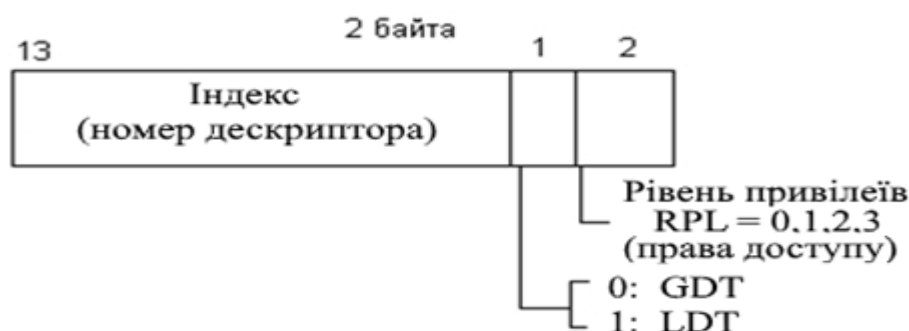 2 байта
13
1
2
Індекс
(номер дескриптора)
Рівень привілеїв
RPL = 0,1,2,3
(права доступу)
0: GDT
1: LDT